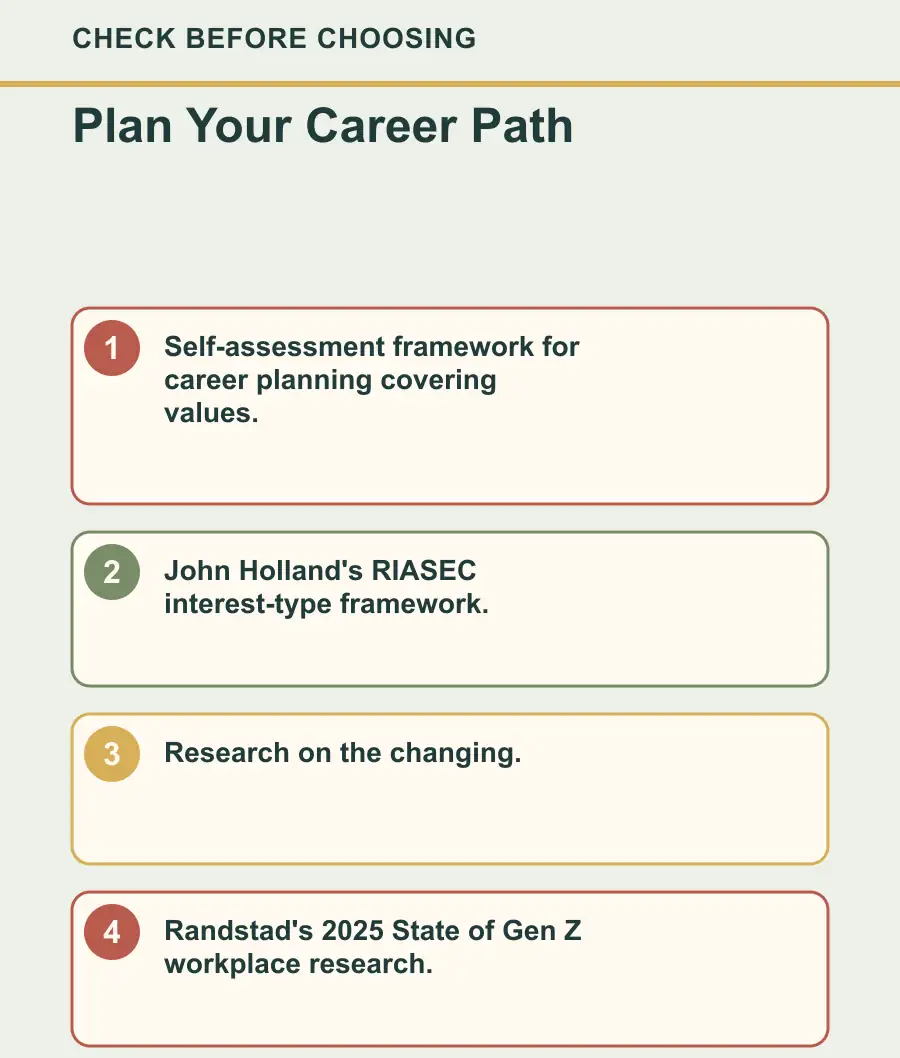 CHECK BEFORE CHOOSING
Plan Your Career Path
1
Self-assessment framework for
career planning covering
values.
2
John Holland's RIASEC
interest-type framework.
3
Research on the changing.
4
Randstad's 2025 State of Gen Z
workplace research.